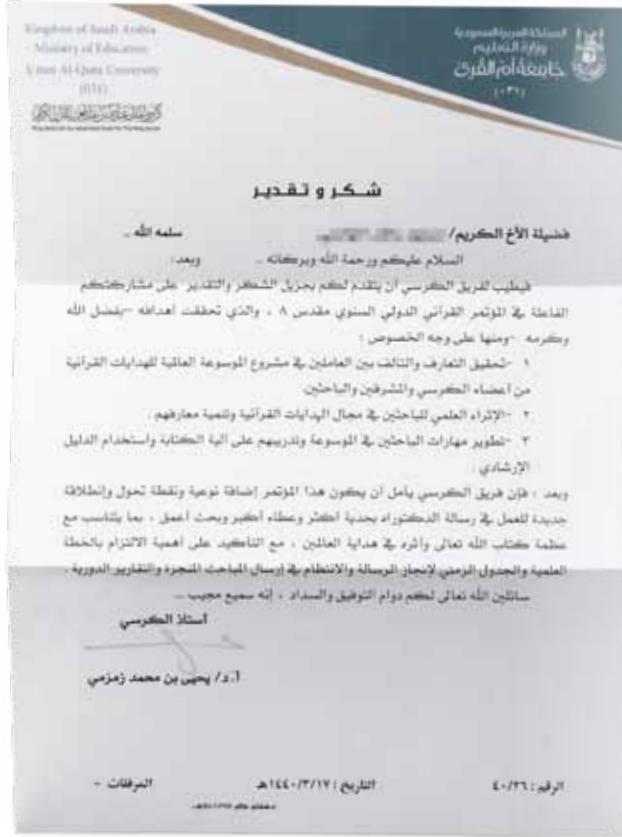 Kingdom of Saudi Arabia
Ministry of Education
Umm Al-Qura University
(031)
المملكة العربية السعودية
وزارة التعليم
جامعة أم القرى
(٠٣١)
شكر و تقدير
فضيلة الأخ الكريم/ سلمه الله ..
السلام عليكم ورحمة الله وبركاته .. وبعد:
فيطيب لفريق الكرسي أن يتقدم لكم بجزيل الشكر والتقدير على مشاركتكم
الفاعلة في المؤتمر القرآني الدولي السنوي مقدس ٨ ، والذي تحققت أهدافه -بفضل الله
وكرمه -ومنها على وجه الخصوص :
١ -تحقيق التعارف والتآلف بين العاملين في مشروع الموسوعة العالمية للهدايات القرآنية
من أعضاء الكرسي والمشرفين والباحثين.
٢ -الإثراء العلمي للباحثين في مجال الهدايات القرآنية وتنمية معارفهم .
٣ -تطوير مهارات الباحثين في الموسوعة وتدريبهم على آلية الكتابة واستخدام الدليل
الإرشادي .
وبعد : فإن فريق الكرسي يأمل أن يكون هذا المؤتمر إضافة نوعية ونقطة تحول وإنطلاقة
جديدة للعمل في رسالة الدكتوراه بجدية أكثر وعطاء أكبر وبحث أعمق ، بما يتناسب مع
عظمة كتاب الله تعالى وأثره في هداية العالمين ، مع التأكيد على أهمية الالتزام بالخطة
العلمية والجدول الزمني لإنجاز الرسالة والانتظام في إرسال المباحث المنجزة والتقارير الدورية .
سائلين الله تعالى لكم دوام التوفيق والسداد ، إنه سميع مجيب ...
أستاذ الكرسي
أ.د/ يحيى بن محمد زمزمي
الرقم : ٤٠/٢٦ التاريخ : ١٤٤٠/٣/١٧هـ المرفقات -